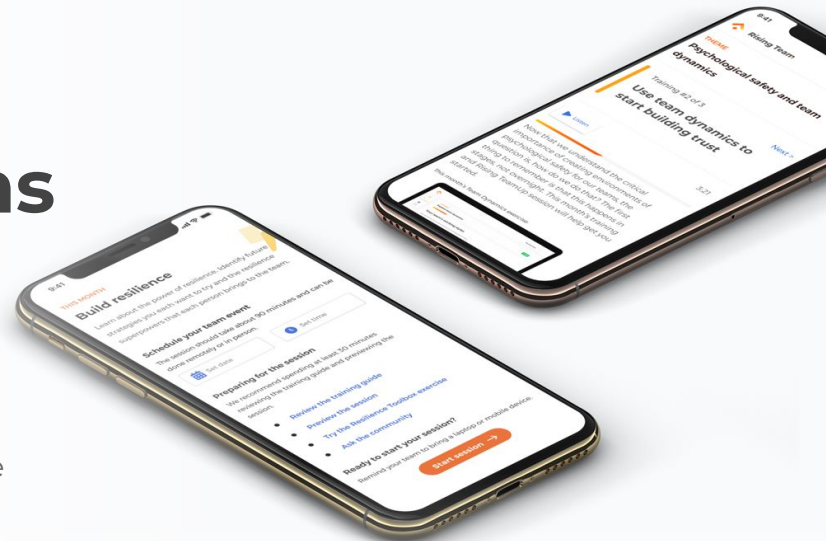 ns
e
9:41
THIS MONTH
Build resilience
Learn about the power of resilience. Identify future
strategies you each want to try and the resilience
superpowers that each person brings to the team.
Schedule your team event
The session should take about 90 minutes and can be
done remotely or in person.
Set date
Set time
Preparing for the session
We recommend spending at least 30 minutes
reviewing the training guide and previewing the
session.
Review the training guide
Preview the session
Try the Resilience Toolbox exercise
Ask the community
Ready to start your session?
Remind your team to bring a laptop or mobile device.
Start session →
9:41
Rising Team
THEME
Psychological safety and team
dynamics
Training #2 of 3
Use team dynamics to
start building trust
Listen
Next >
3:21
Now that we understand the critical
importance of creating environments of
Psychological safety for our teams, the
question is, how do we do that? The first
thing to remember is that this happens in
stages, not overnight. This month's training
and Rising TeamUp session will help get you
started.
This month's Team Dynamics exercise